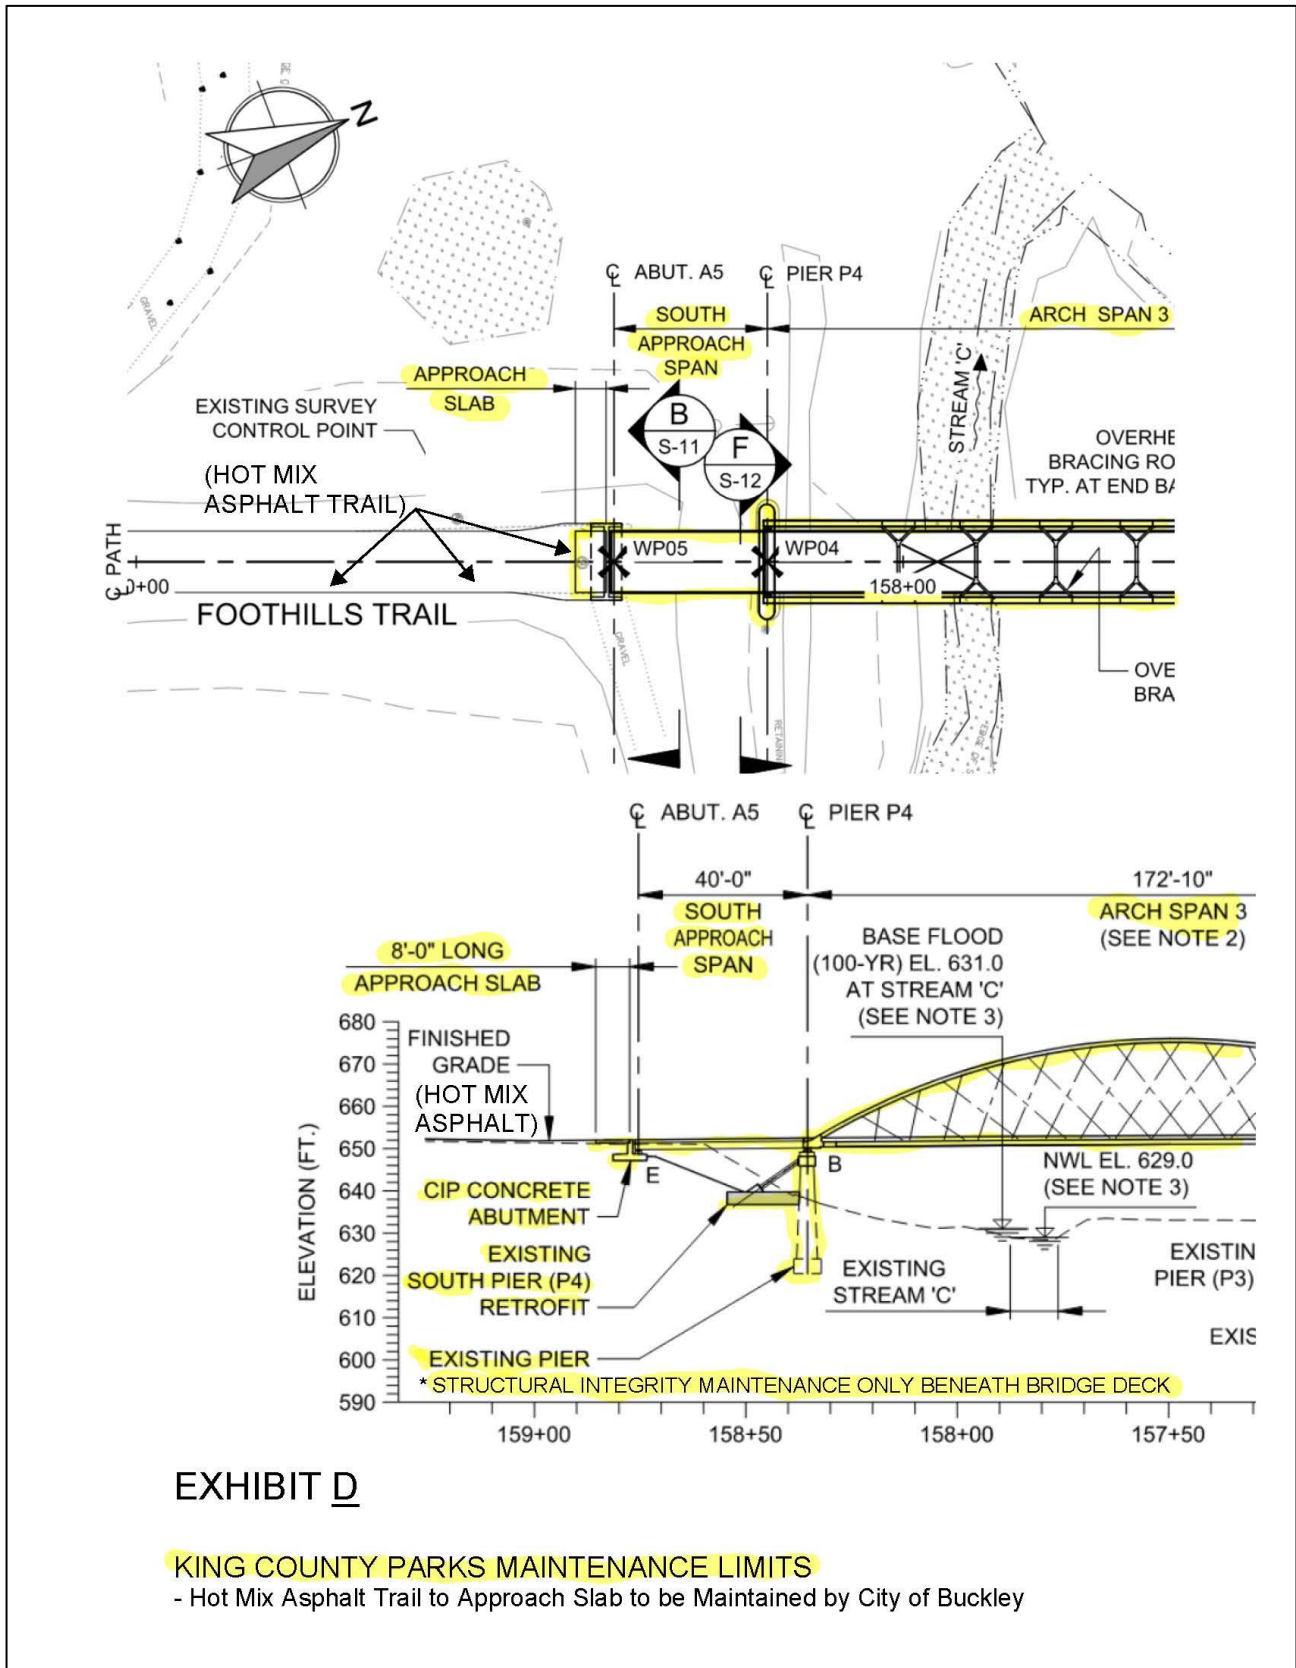 N
GRAVEL
℄ ABUT. A5
℄ PIER P4
SOUTH
APPROACH
SPAN
ARCH SPAN 3
APPROACH
SLAB
EXISTING SURVEY
CONTROL POINT
(HOT MIX
ASPHALT TRAIL)
B
S-11
F
S-12
STREAM 'C'
OVERHE
BRACING RO
TYP. AT END BA
℄ PATH
0+00
WP05
WP04
158+00
FOOTHILLS TRAIL
GRAVEL
OVE
BRA
RETAININ
EDGE OF S
℄ ABUT. A5
℄ PIER P4
40'-0"
172'-10"
SOUTH
APPROACH
SPAN
ARCH SPAN 3
(SEE NOTE 2)
8'-0" LONG
APPROACH SLAB
BASE FLOOD
(100-YR) EL. 631.0
AT STREAM 'C'
(SEE NOTE 3)
ELEVATION (FT.)
680
670
660
650
640
630
620
610
600
590
FINISHED
GRADE
(HOT MIX
ASPHALT)
E
B
NWL EL. 629.0
(SEE NOTE 3)
CIP CONCRETE
ABUTMENT
EXISTING
SOUTH PIER (P4)
RETROFIT
EXISTING
STREAM 'C'
EXISTIN
PIER (P3)
EXIS
EXISTING PIER
* STRUCTURAL INTEGRITY MAINTENANCE ONLY BENEATH BRIDGE DECK
159+00
158+50
158+00
157+50
EXHIBIT D
KING COUNTY PARKS MAINTENANCE LIMITS
- Hot Mix Asphalt Trail to Approach Slab to be Maintained by City of Buckley